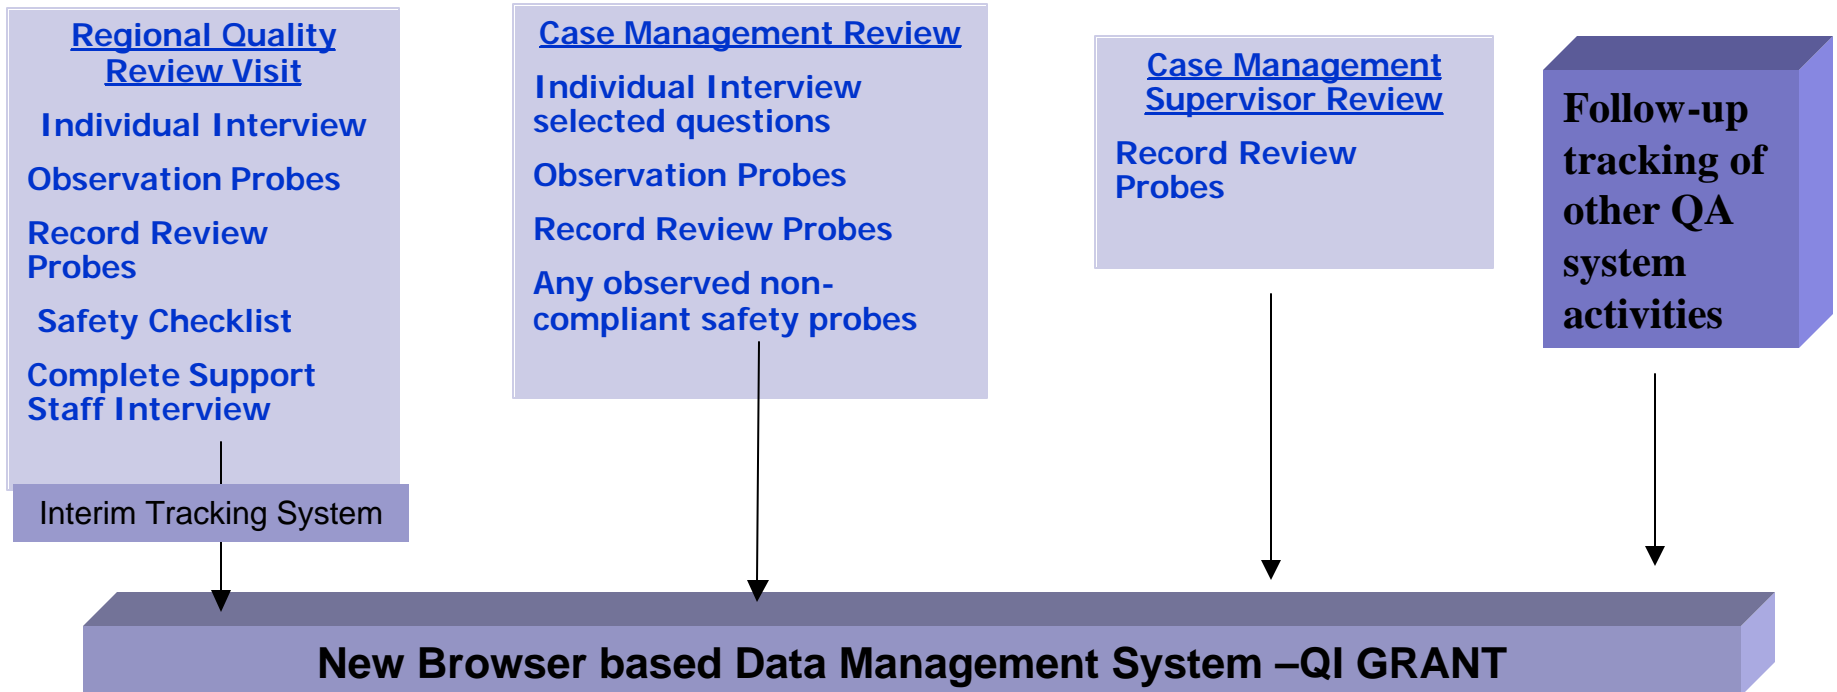 Regional Quality
Review Visit
Individual Interview
Observation Probes
Record Review
Probes
Safety Checklist
Complete Support
Staff Interview
Interim Tracking System
Case Management Review
Individual Interview
selected questions
Observation Probes
Record Review Probes
Any observed non-
compliant safety probes
Case Management
Supervisor Review
Record Review
Probes
Follow-up
tracking of
other QA
system
activities
New Browser based Data Management System –QI GRANT